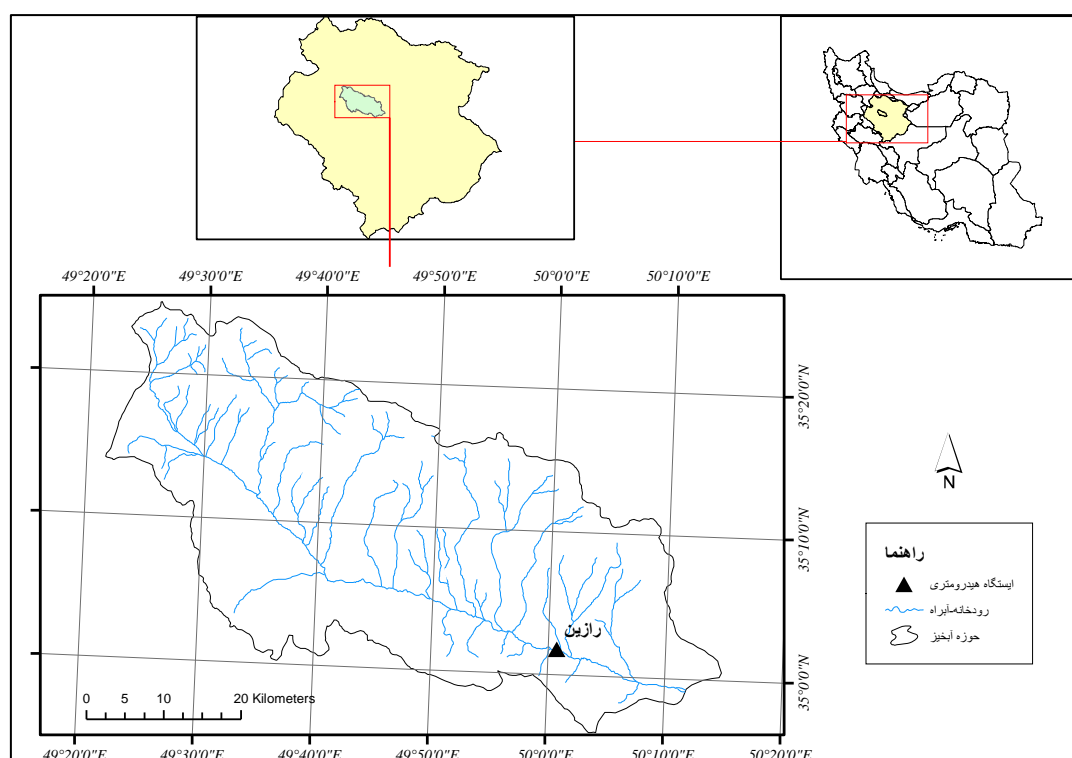 49°20'0"E 49°30'0"E 49°40'0"E 49°50'0"E 50°0'0"E 50°10'0"E
35°20'0"N
35°10'0"N
35°0'0"N
رازین
0 5 10 20 Kilometers
49°20'0"E 49°30'0"E 49°40'0"E 49°50'0"E 50°0'0"E 50°10'0"E 50°20'0"E
N
راهنما
ایستگاه هیدرومتری
رودخانه-آبراه
حوزه آبخیز